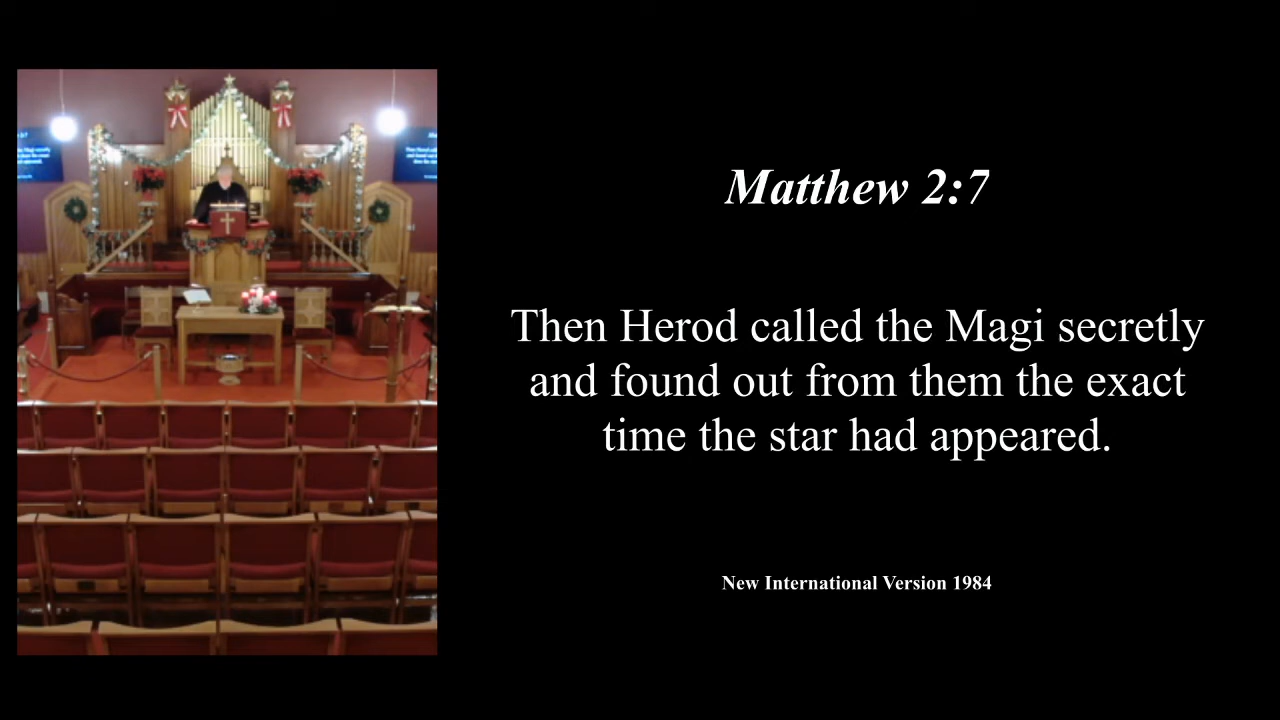 Matthew 2:7
Then Herod called the Magi secretly
and found out from them the exact
time the star had appeared.
New International Version 1984